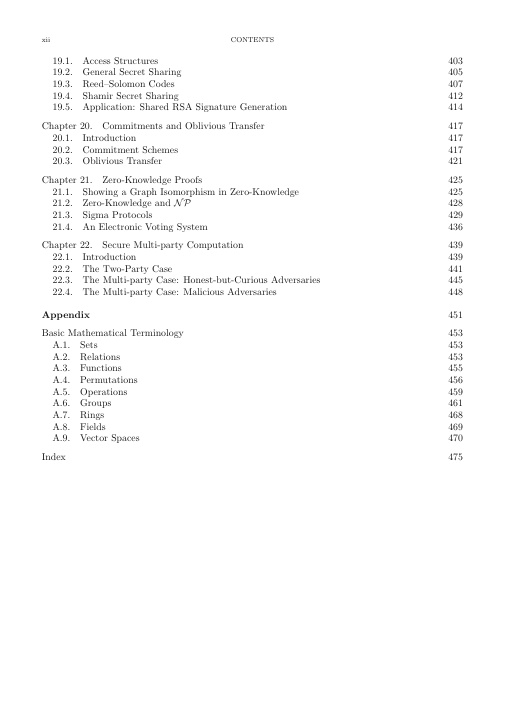 xii CONTENTS
19.1. Access Structures 403
19.2. General Secret Sharing 405
19.3. Reed–Solomon Codes 407
19.4. Shamir Secret Sharing 412
19.5. Application: Shared RSA Signature Generation 414
Chapter 20. Commitments and Oblivious Transfer 417
20.1. Introduction 417
20.2. Commitment Schemes 417
20.3. Oblivious Transfer 421
Chapter 21. Zero-Knowledge Proofs 425
21.1. Showing a Graph Isomorphism in Zero-Knowledge 425
21.2. Zero-Knowledge and 𝒩𝒫 428
21.3. Sigma Protocols 429
21.4. An Electronic Voting System 436
Chapter 22. Secure Multi-party Computation 439
22.1. Introduction 439
22.2. The Two-Party Case 441
22.3. The Multi-party Case: Honest-but-Curious Adversaries 445
22.4. The Multi-party Case: Malicious Adversaries 448
Appendix 451
Basic Mathematical Terminology 453
A.1. Sets 453
A.2. Relations 453
A.3. Functions 455
A.4. Permutations 456
A.5. Operations 459
A.6. Groups 461
A.7. Rings 468
A.8. Fields 469
A.9. Vector Spaces 470
Index 475